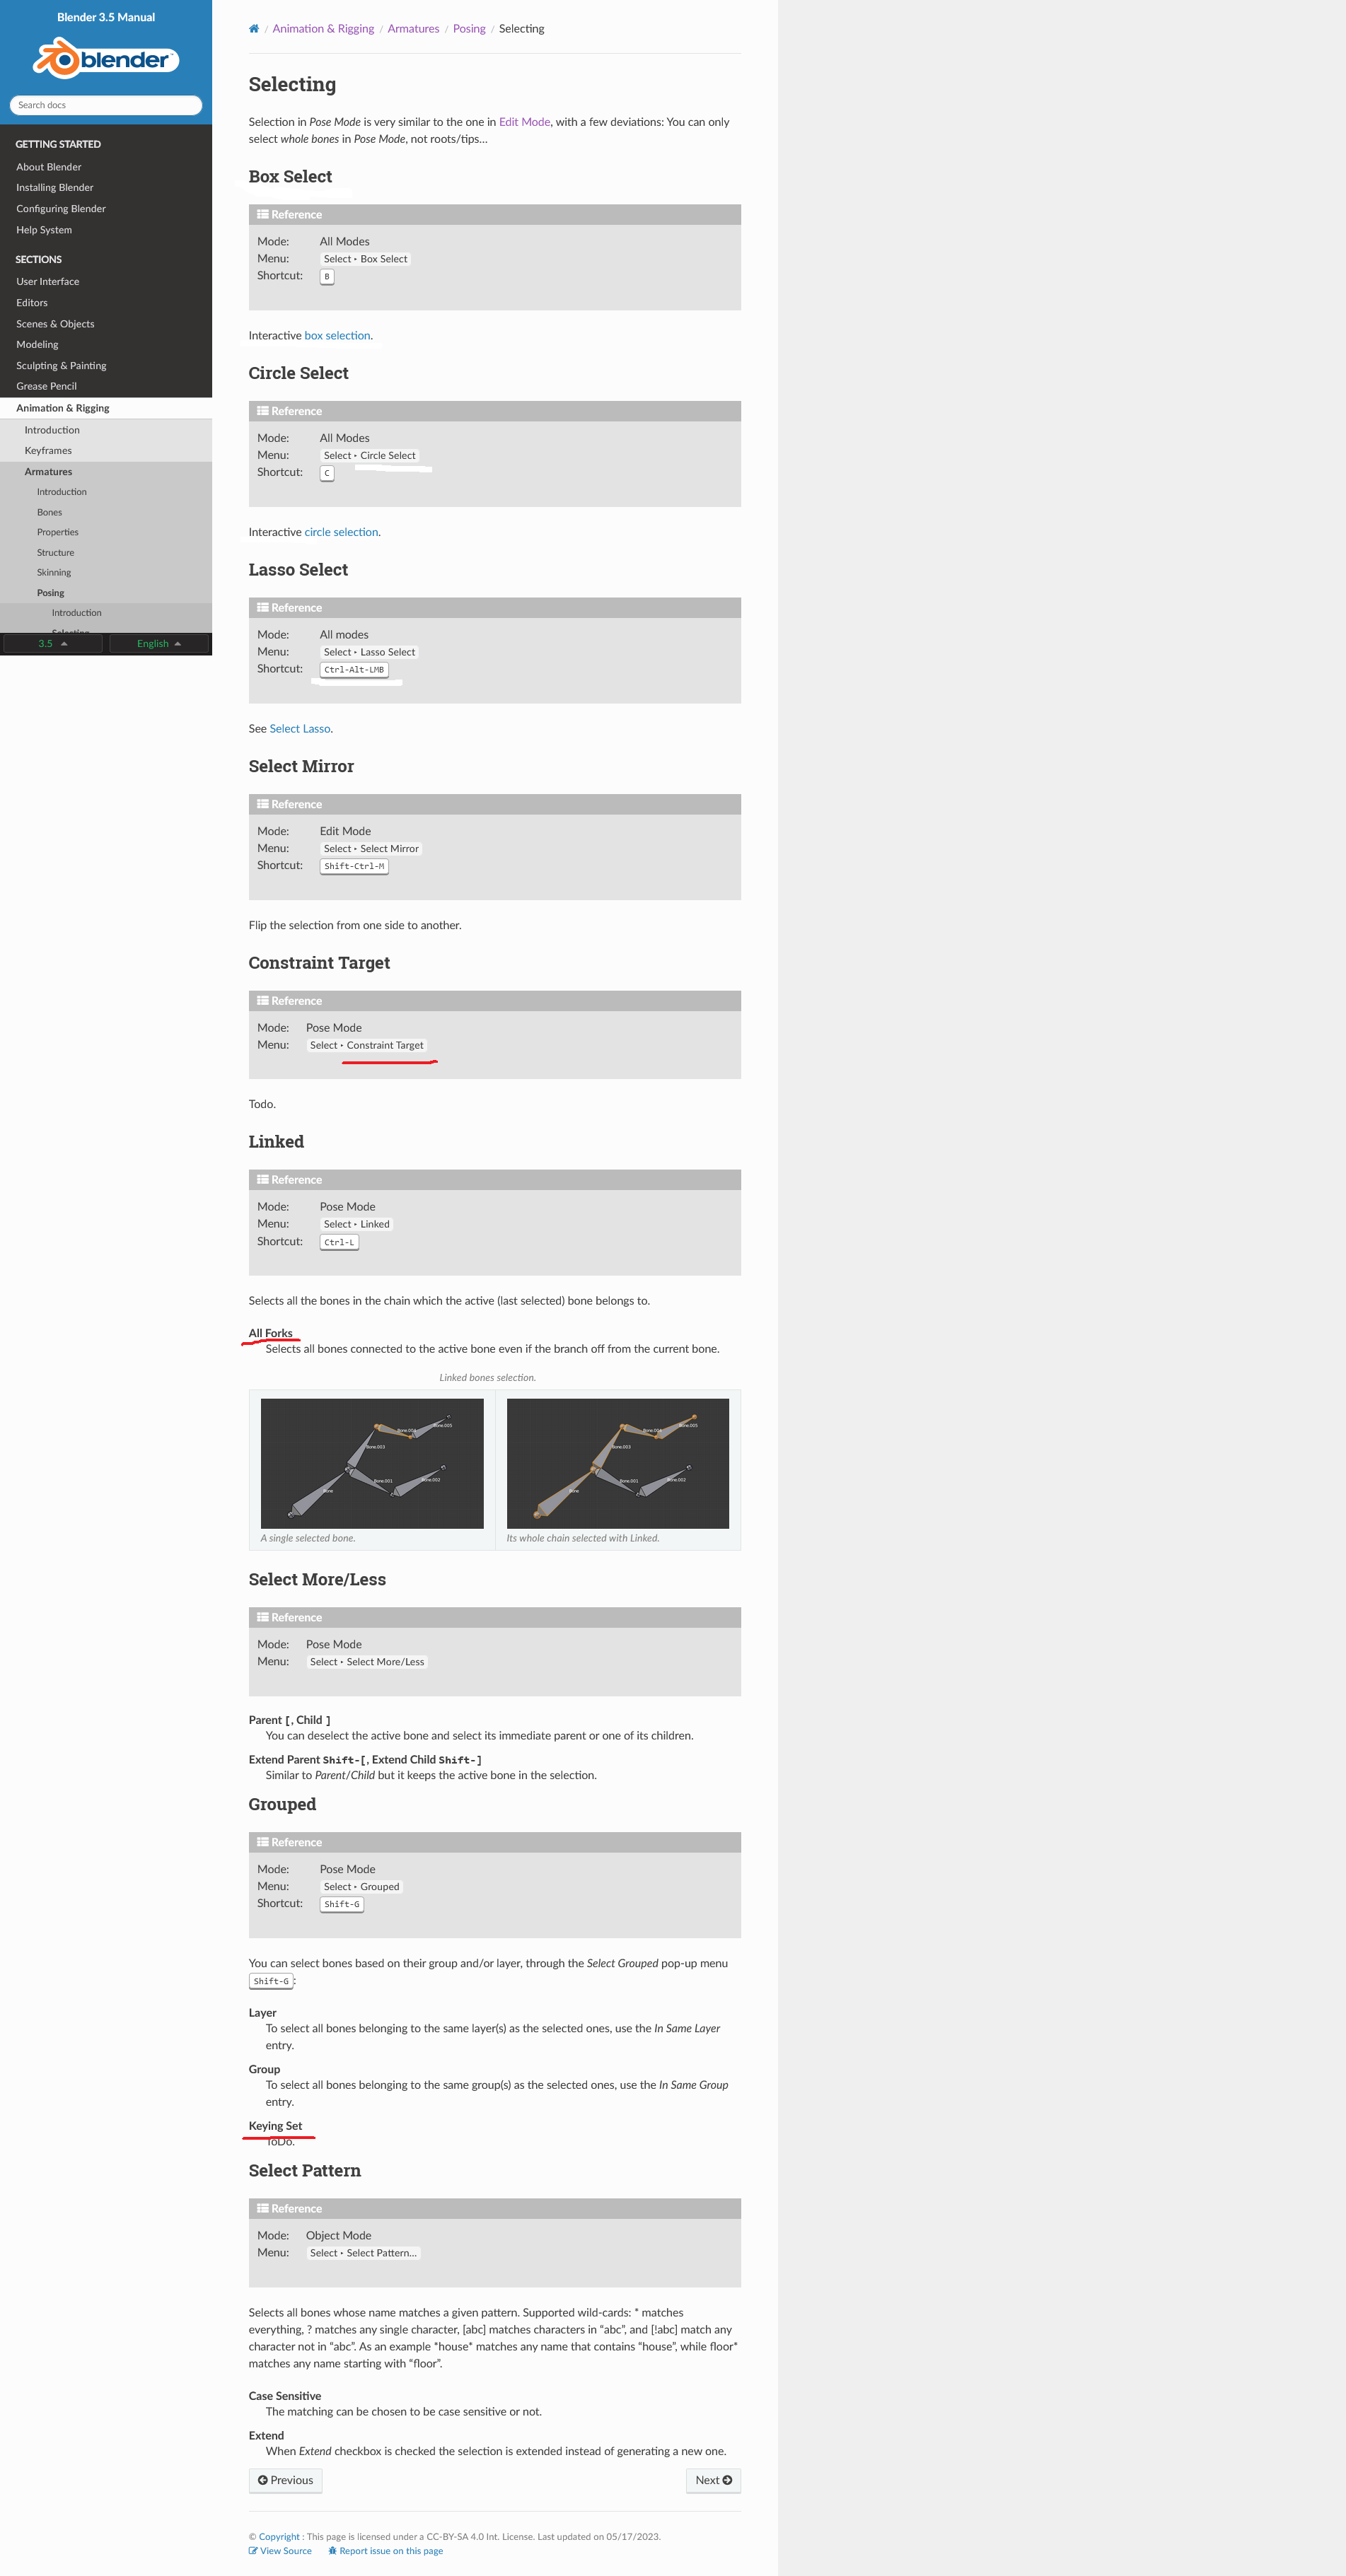 Blender 3.5 Manual
blender™
Search docs
GETTING STARTED
About Blender
Installing Blender
Configuring Blender
Help System
SECTIONS
User Interface
Editors
Scenes & Objects
Modeling
Sculpting & Painting
Grease Pencil
Animation & Rigging
Introduction
Keyframes
Armatures
Introduction
Bones
Properties
Structure
Skinning
Posing
Introduction
Selecting
3.5 English
/ Animation & Rigging / Armatures / Posing / Selecting
Selecting
Selection in Pose Mode is very similar to the one in Edit Mode, with a few deviations: You can only
select whole bones in Pose Mode, not roots/tips...
Box Select
Reference
Mode: All Modes
Menu: Select ‣ Box Select
Shortcut: B
Interactive box selection.
Circle Select
Reference
Mode: All Modes
Menu: Select ‣ Circle Select
Shortcut: C
Interactive circle selection.
Lasso Select
Reference
Mode: All modes
Menu: Select ‣ Lasso Select
Shortcut: Ctrl-Alt-LMB
See Select Lasso.
Select Mirror
Reference
Mode: Edit Mode
Menu: Select ‣ Select Mirror
Shortcut: Shift-Ctrl-M
Flip the selection from one side to another.
Constraint Target
Reference
Mode: Pose Mode
Menu: Select ‣ Constraint Target
Todo.
Linked
Reference
Mode: Pose Mode
Menu: Select ‣ Linked
Shortcut: Ctrl-L
Selects all the bones in the chain which the active (last selected) bone belongs to.
All Forks
Selects all bones connected to the active bone even if the branch off from the current bone.
Linked bones selection.
Bone.005
Bone.004
Bone.003
Bone.001
Bone.002
Bone
A single selected bone.
Bone.005
Bone.004
Bone.003
Bone.001
Bone.002
Bone
Its whole chain selected with Linked.
Select More/Less
Reference
Mode: Pose Mode
Menu: Select ‣ Select More/Less
Parent [, Child ]
You can deselect the active bone and select its immediate parent or one of its children.
Extend Parent Shift-[, Extend Child Shift-]
Similar to Parent/Child but it keeps the active bone in the selection.
Grouped
Reference
Mode: Pose Mode
Menu: Select ‣ Grouped
Shortcut: Shift-G
You can select bones based on their group and/or layer, through the Select Grouped pop-up menu
Shift-G:
Layer
To select all bones belonging to the same layer(s) as the selected ones, use the In Same Layer
entry.
Group
To select all bones belonging to the same group(s) as the selected ones, use the In Same Group
entry.
Keying Set
ToDo.
Select Pattern
Reference
Mode: Object Mode
Menu: Select ‣ Select Pattern...
Selects all bones whose name matches a given pattern. Supported wild-cards: * matches
everything, ? matches any single character, [abc] matches characters in “abc”, and [!abc] match any
character not in “abc”. As an example *house* matches any name that contains “house”, while floor*
matches any name starting with “floor”.
Case Sensitive
The matching can be chosen to be case sensitive or not.
Extend
When Extend checkbox is checked the selection is extended instead of generating a new one.
Previous Next
© Copyright : This page is licensed under a CC-BY-SA 4.0 Int. License. Last updated on 05/17/2023.
View Source Report issue on this page